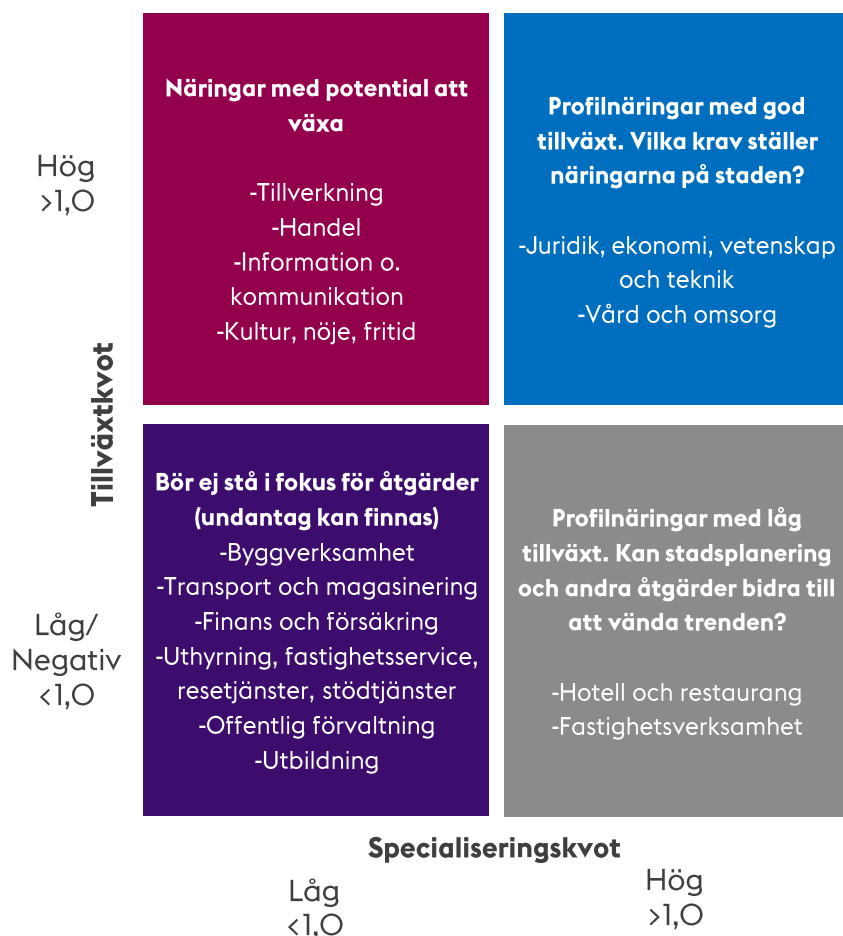 Näringar med potential att
växa
-Tillverkning
-Handel
-Information o.
kommunikation
-Kultur, nöje, fritid
Profilnäringar med god
tillväxt. Vilka krav ställer
näringarna på staden?
-Juridik, ekonomi, vetenskap
och teknik
-Vård och omsorg
Hög
>1,0
Tillväxtkvot
Låg/
Negativ
<1,0
Bör ej stå i fokus för åtgärder
(undantag kan finnas)
-Byggverksamhet
-Transport och magasinering
-Finans och försäkring
-Uthyrning, fastighetsservice,
resetjänster, stödtjänster
-Offentlig förvaltning
-Utbildning
Profilnäringar med låg
tillväxt. Kan stadsplanering
och andra åtgärder bidra till
att vända trenden?
-Hotell och restaurang
-Fastighetsverksamhet
Specialiseringskvot
Låg
<1,0
Hög
>1,0